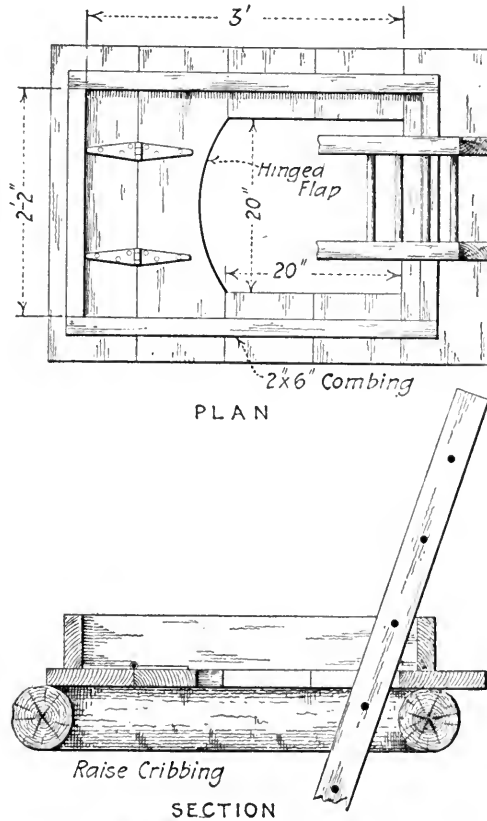 3'
2'-2"
Hinged
Flap
20"
20"
2"x6" Combing
PLAN
Raise Cribbing
SECTION